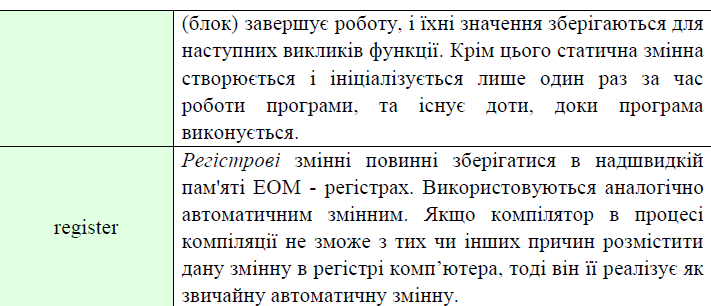 (блок) завершує роботу, і їхні значення зберігаються для
наступних викликів функції. Крім цього статична змінна
створюється і ініціалізується лише один раз за час
роботи програми, та існує доти, доки програма
виконується.
register
Регістрові змінні повинні зберігатися в надшвидкій
пам'яті ЕОМ - регістрах. Використовуються аналогічно
автоматичним змінним. Якщо компілятор в процесі
компіляції не зможе з тих чи інших причин розмістити
дану змінну в регістрі комп’ютера, тоді він її реалізує як
звичайну автоматичну змінну.